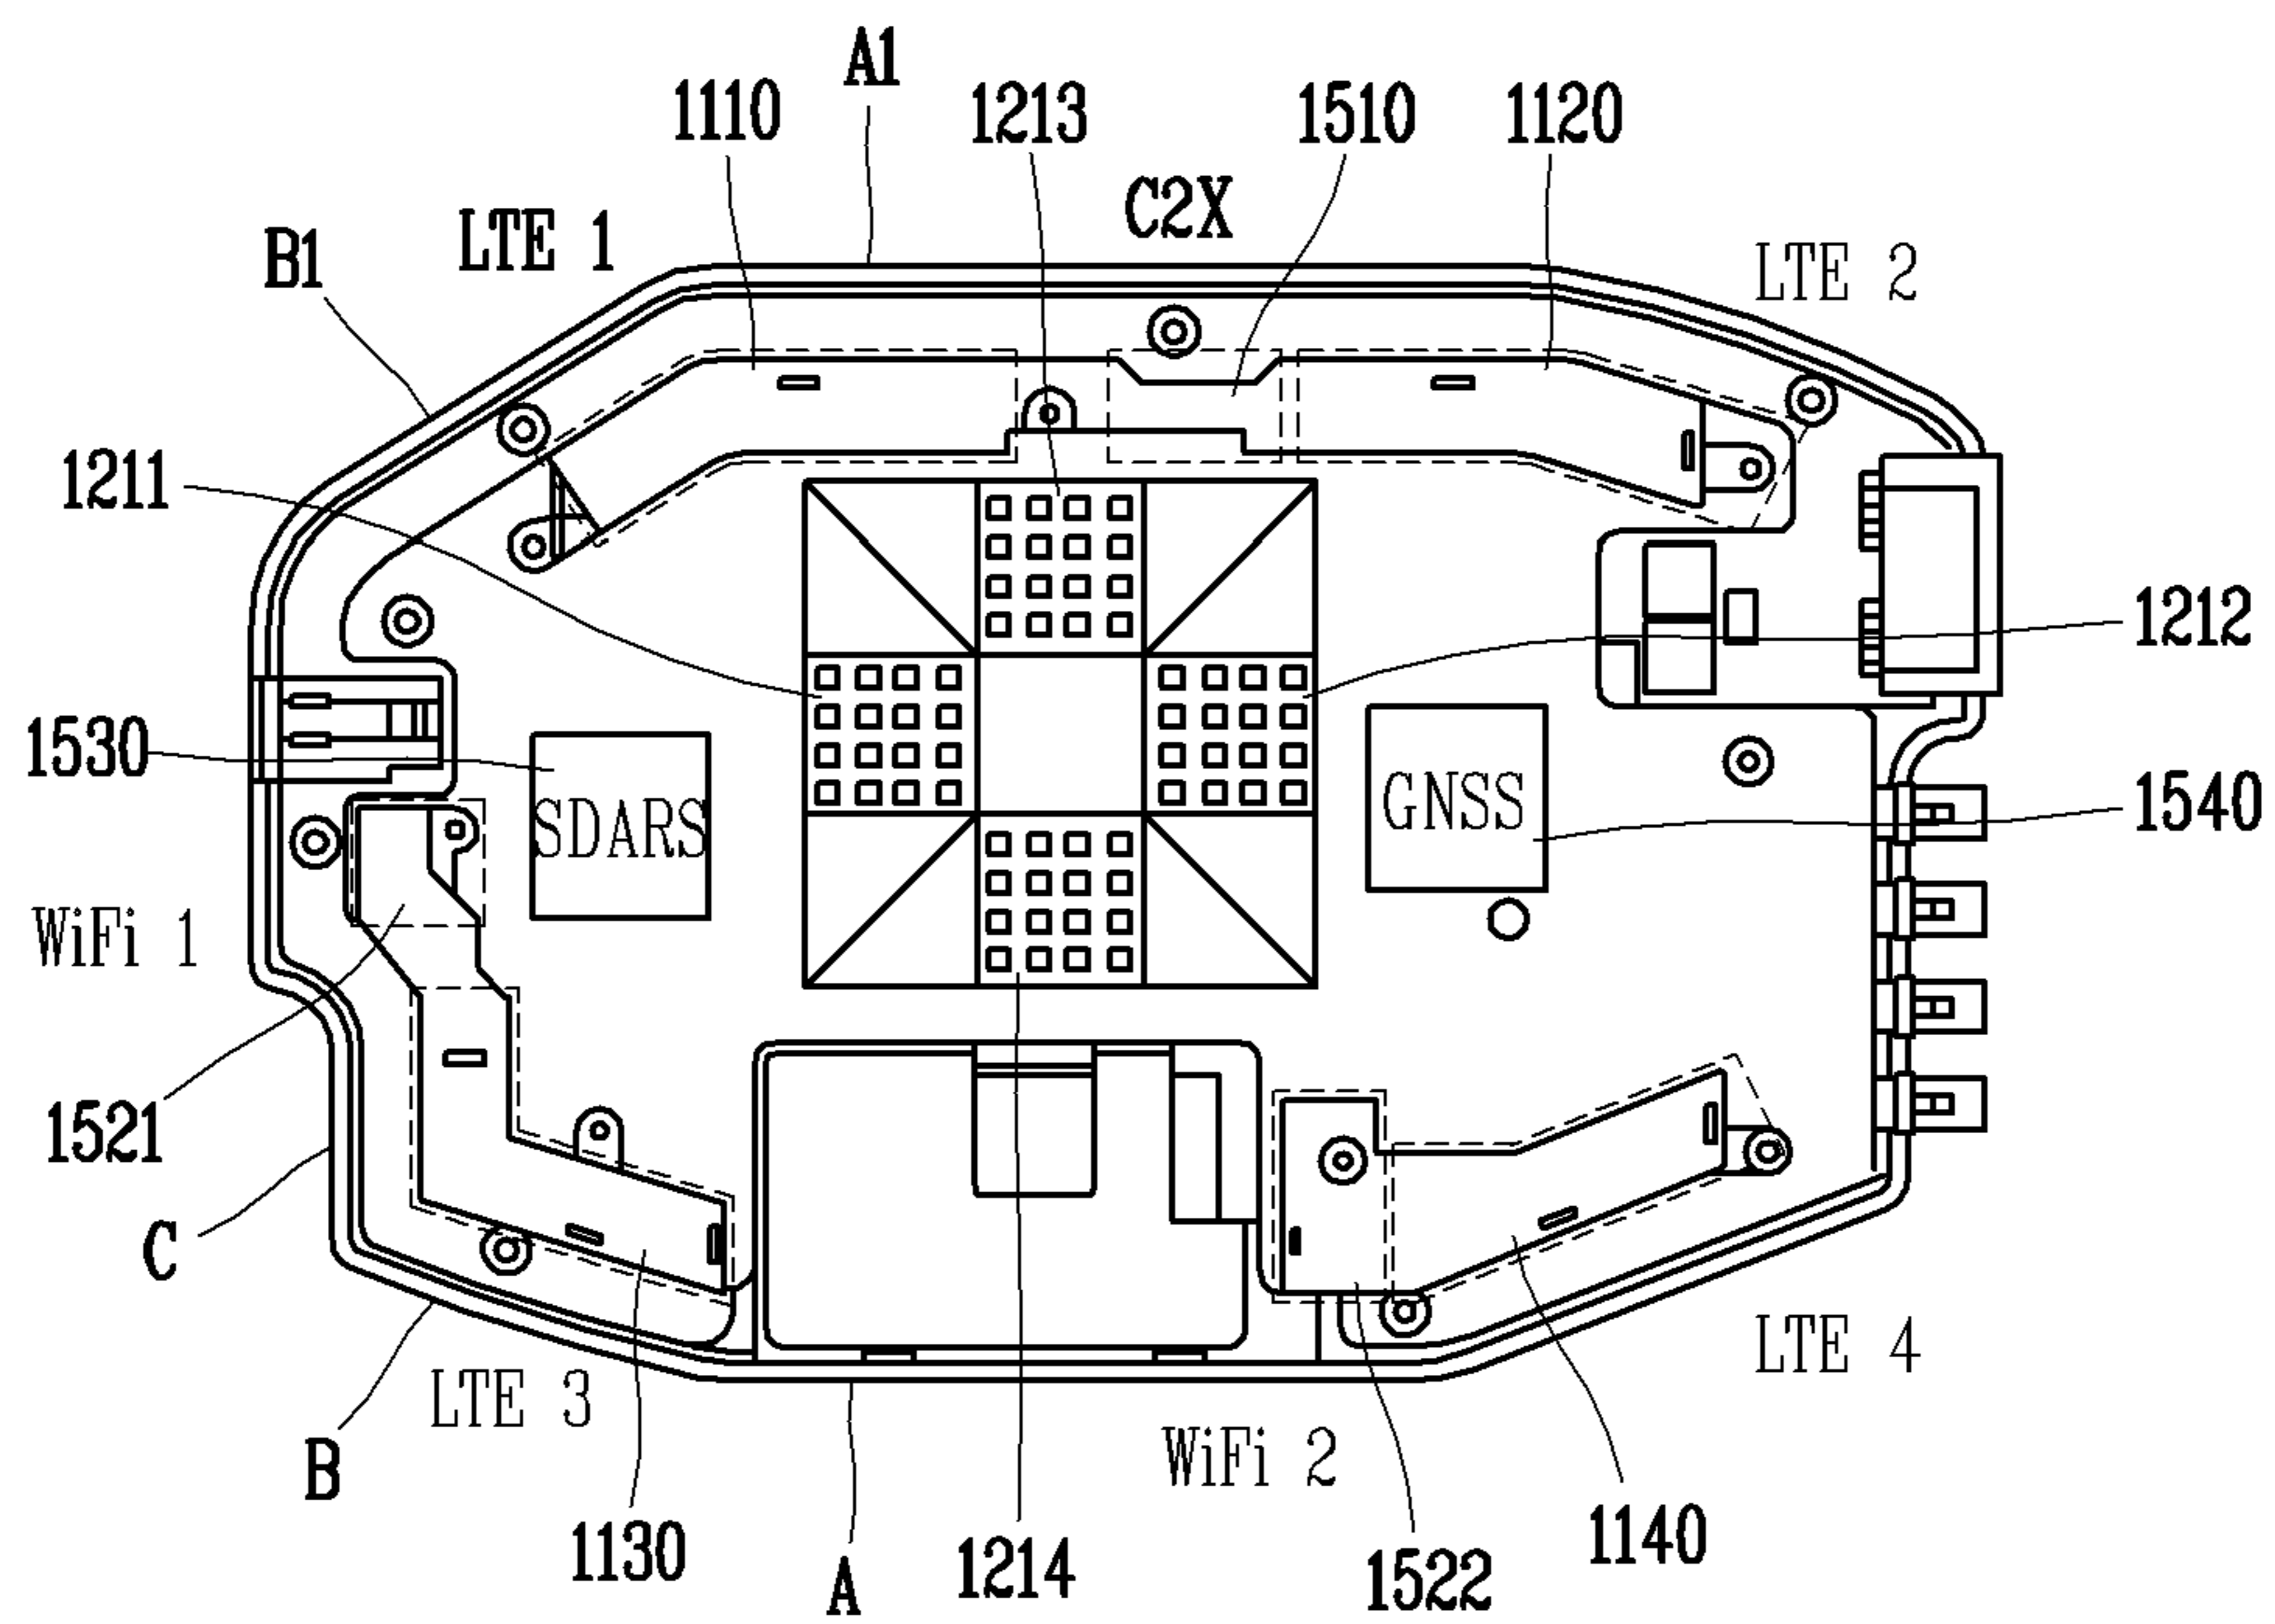 A1
1110
1213
1510
1120
C2X
LTE 1
B1
LTE 2
1211
1212
1530
SDARS
GNSS
1540
WiFi 1
1521
C
LTE 4
LTE 3
B
WiFi 2
1130
1214
A
1522
1140